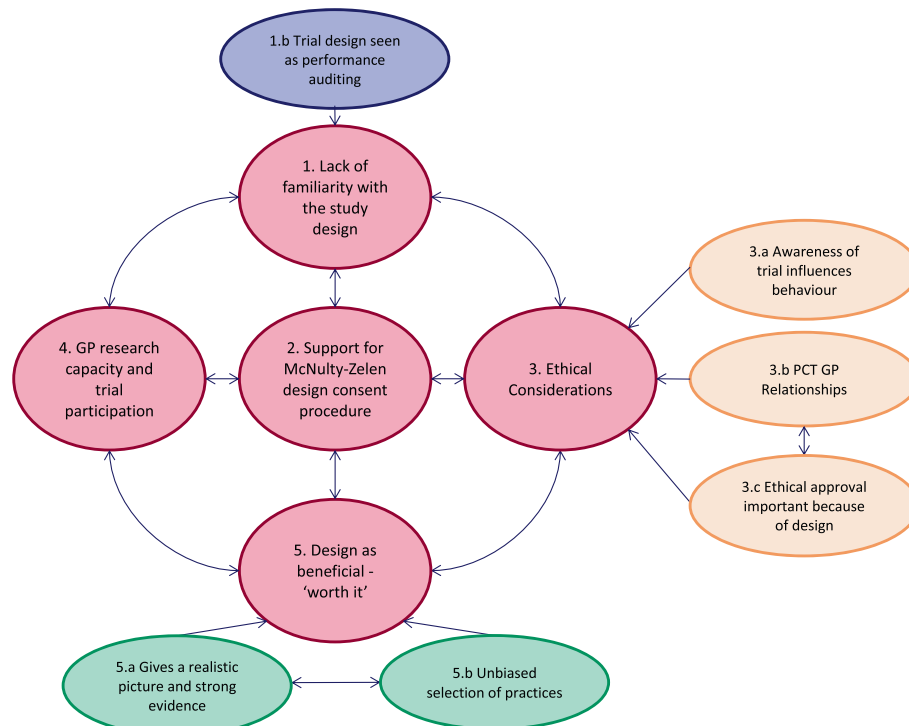 1.b Trial design seen
as performance
auditing
1. Lack of
familiarity with
the study
design
3.a Awareness of
trial influences
behaviour
4. GP research
capacity and
trial
participation
2. Support for
McNulty-Zelen
design consent
procedure
3. Ethical
Considerations
3.b PCT GP
Relationships
3.c Ethical approval
important because
of design
5. Design as
beneficial -
‘worth it’
5.a Gives a realistic
picture and strong
evidence
5.b Unbiased
selection of practices